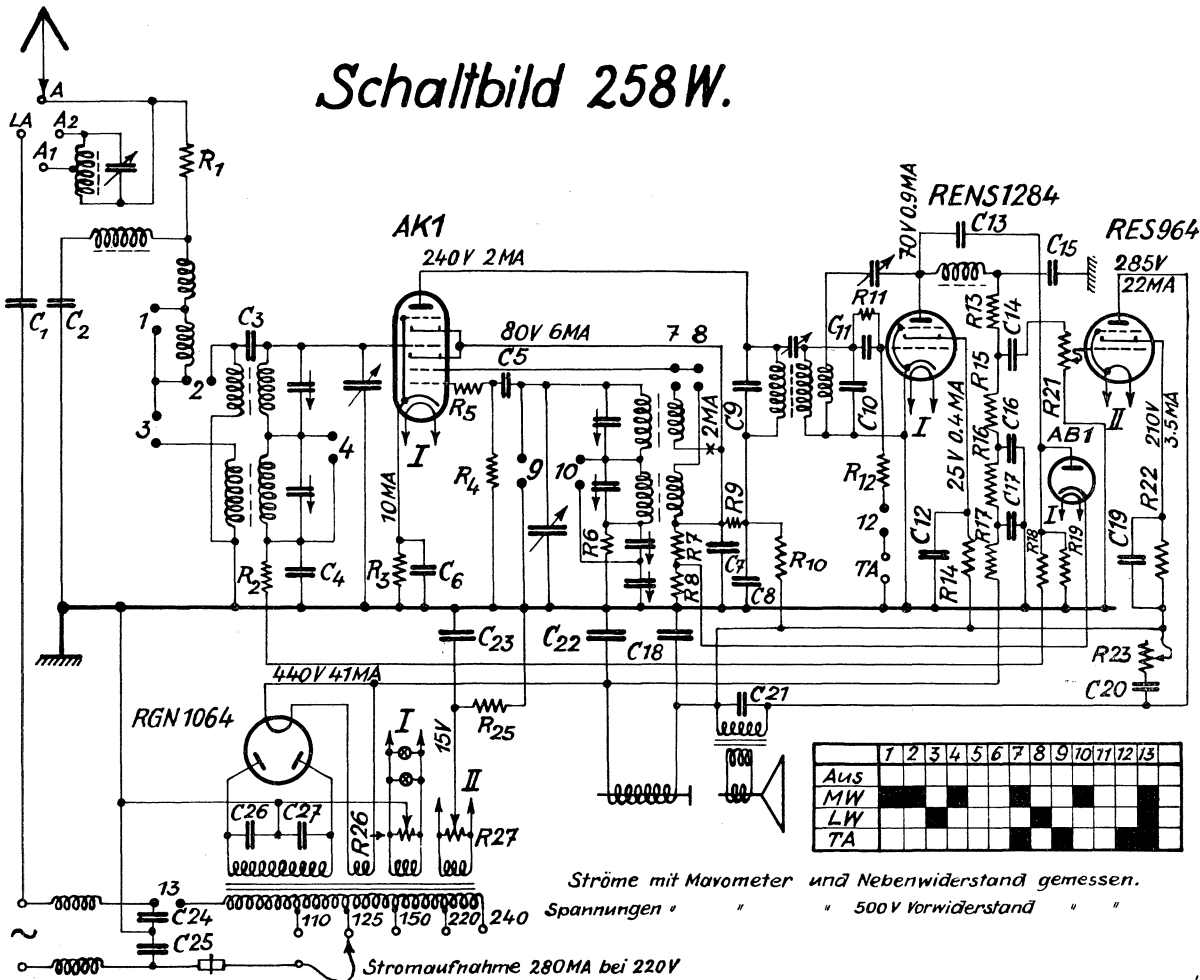 Schaltbild 258W.
A
LA
A2
A1
R1
C1
C2
1
2
3
C3
4
R2
C4
AK1
240V 2MA
80V 6MA
C5
R5
I
10MA
R3
C6
R4
9
10
7 8
2MA
R6
R7
R8
R9
C7
C8
C9
R10
C10
R11
R12
12
TA
70V 0.9MA
RENS1284
C13
I
25V 0.4MA
C12
R14
R13
C14
R15
R16
C16
R17
C17
C15
R21
RES964
285V
22MA
II
210V
3.5MA
AB1
I
R18
R19
C19
R22
R23
C20
C21
C23
C22
C18
440V 41MA
RGN1064
R25
15V
I
II
C26
C27
R26
R27
13
C24
C25
~
110
125
150
220
240
Stromaufnahme 280MA bei 220V
1 2 3 4 5 6 7 8 9 10 11 12 13
Aus
MW
LW
TA
Ströme mit Mavometer und Nebenwiderstand gemessen.
Spannungen " " " 500V Vorwiderstand " "